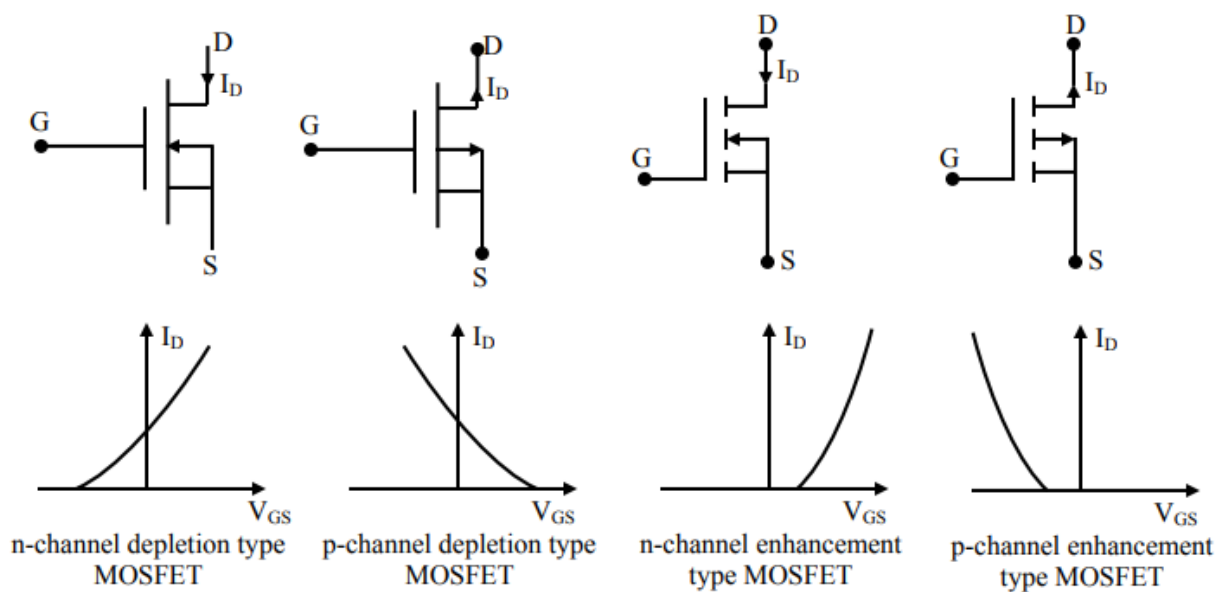 D
I_D
G
S
D
I_D
G
S
D
I_D
G
S
D
I_D
G
S
I_D
V_GS
I_D
V_GS
I_D
V_GS
I_D
V_GS
n-channel depletion type
MOSFET
p-channel depletion type
MOSFET
n-channel enhancement
type MOSFET
p-channel enhancement
type MOSFET